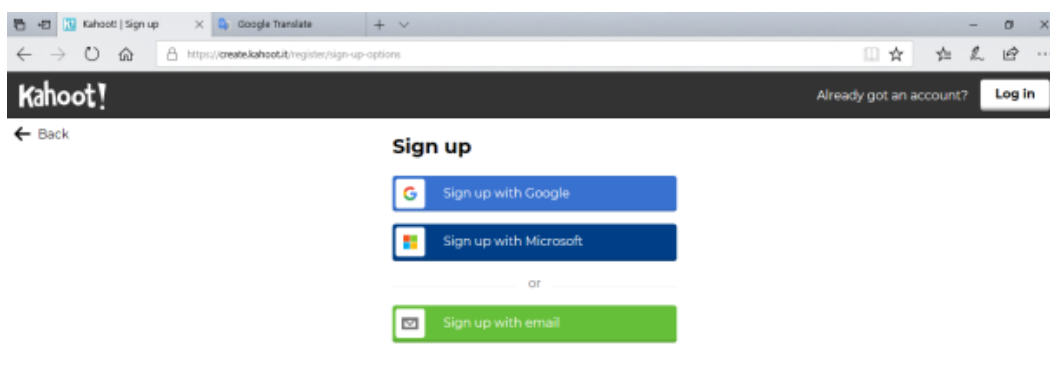 Kahoot! | Sign up
Google Translate
https://create.kahoot.it/register/sign-up-options
Kahoot!
Already got an account?
Log in
Back
Sign up
Sign up with Google
Sign up with Microsoft
or
Sign up with email